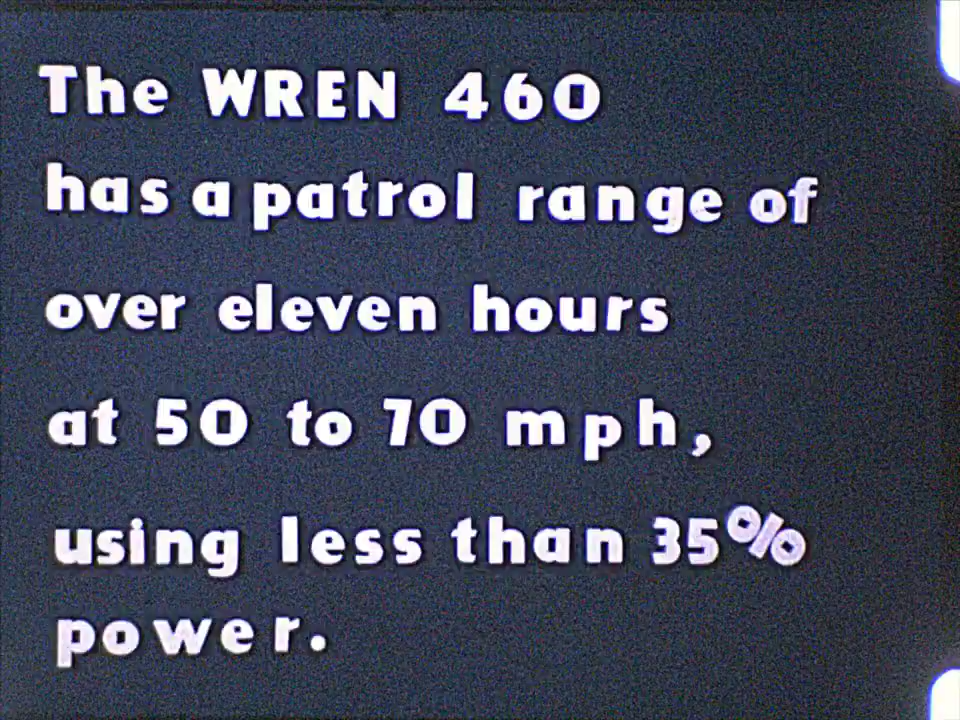 The WREN 460
has a patrol range of
over eleven hours
at 50 to 70 mph,
using less than 35%
power.